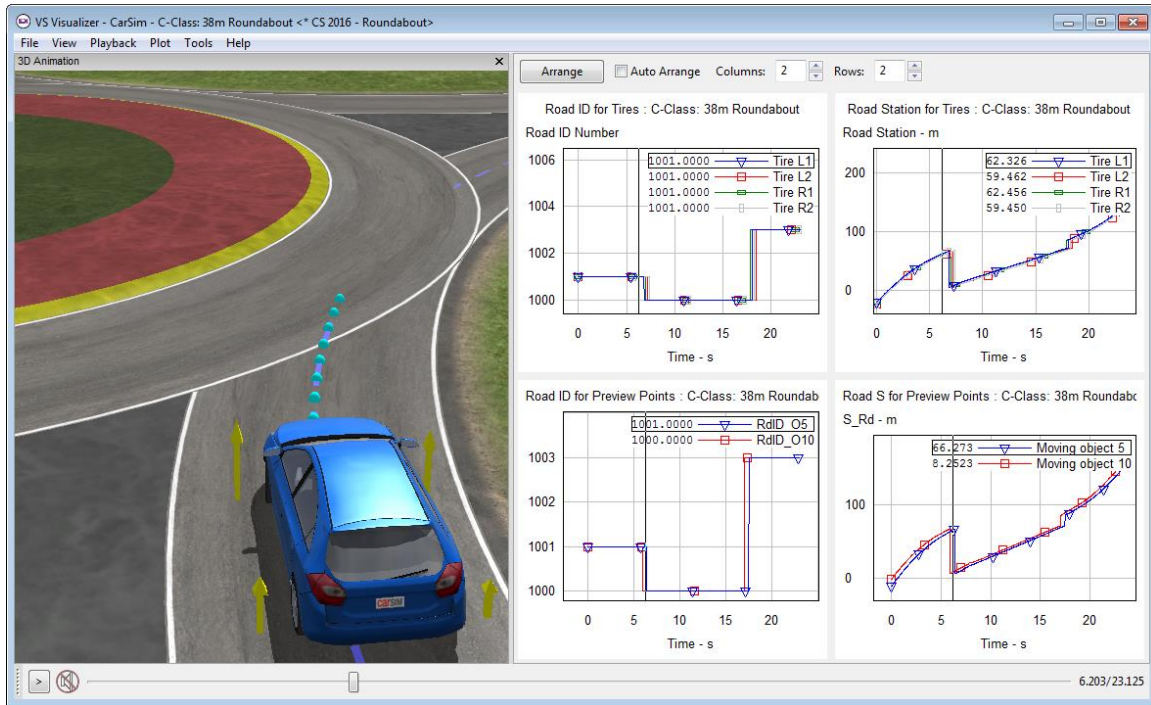 VS Visualizer - CarSim - C-Class: 38m Roundabout <* CS 2016 - Roundabout>
File View Playback Plot Tools Help
3D Animation
Arrange Auto Arrange Columns: 2 Rows: 2
Road ID for Tires : C-Class: 38m Roundabout
Road ID Number
1001.0000 Tire L1
1001.0000 Tire L2
1001.0000 Tire R1
1001.0000 Tire R2
1006
1004
1002
1000
0 5 10 15 20
Time - s
Road Station for Tires : C-Class: 38m Roundabout
Road Station - m
62.326 Tire L1
59.462 Tire L2
62.456 Tire R1
59.450 Tire R2
200
100
0
0 5 10 15 20
Time - s
Road ID for Preview Points : C-Class: 38m Roundab
1001.0000 RdID_O5
1000.0000 RdID_O10
1003
1002
1001
1000
0 5 10 15 20
Time - s
Road S for Preview Points : C-Class: 38m Roundabo
S_Rd - m
66.273 Moving object 5
8.2523 Moving object 10
100
0
0 5 10 15 20
Time - s
carSIM
> 6.203/23.125